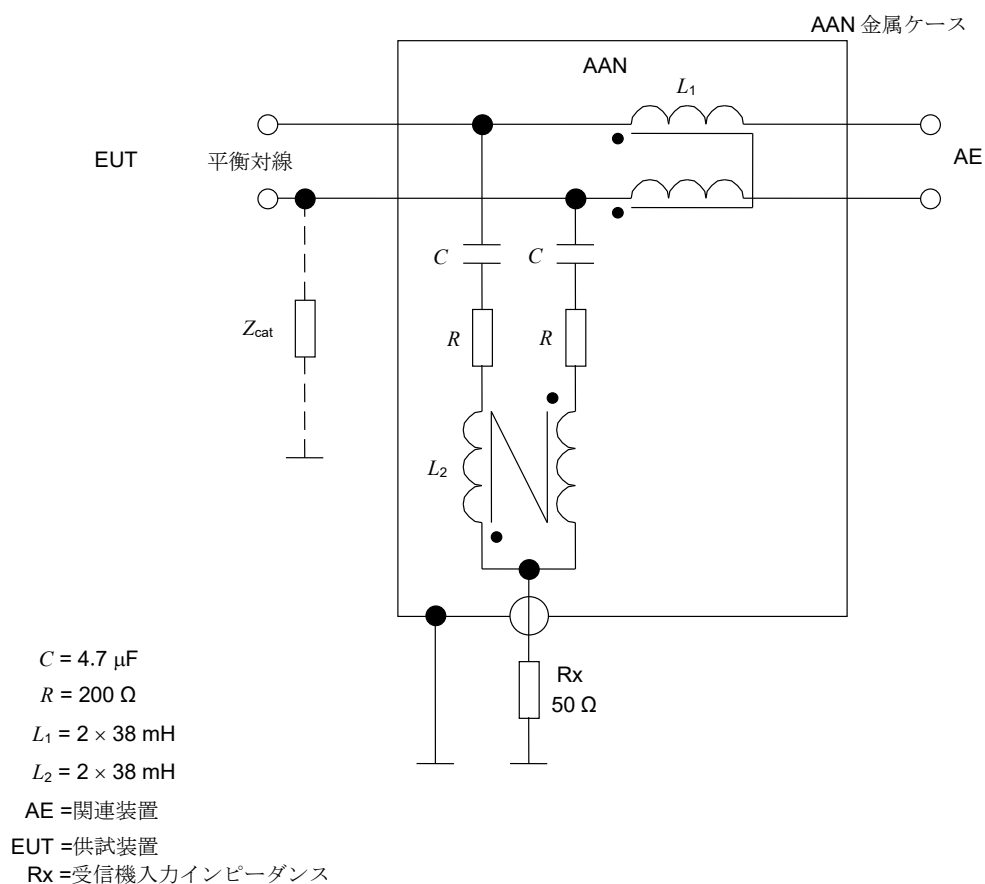 AAN 金属ケース
AAN
L₁
EUT
平衡対線
AE
C
C
Z_cat
R
R
L₂
C = 4.7 μF
R = 200 Ω
L₁ = 2 × 38 mH
L₂ = 2 × 38 mH
AE =関連装置
EUT =供試装置
Rx =受信機入力インピーダンス
Rx
50 Ω